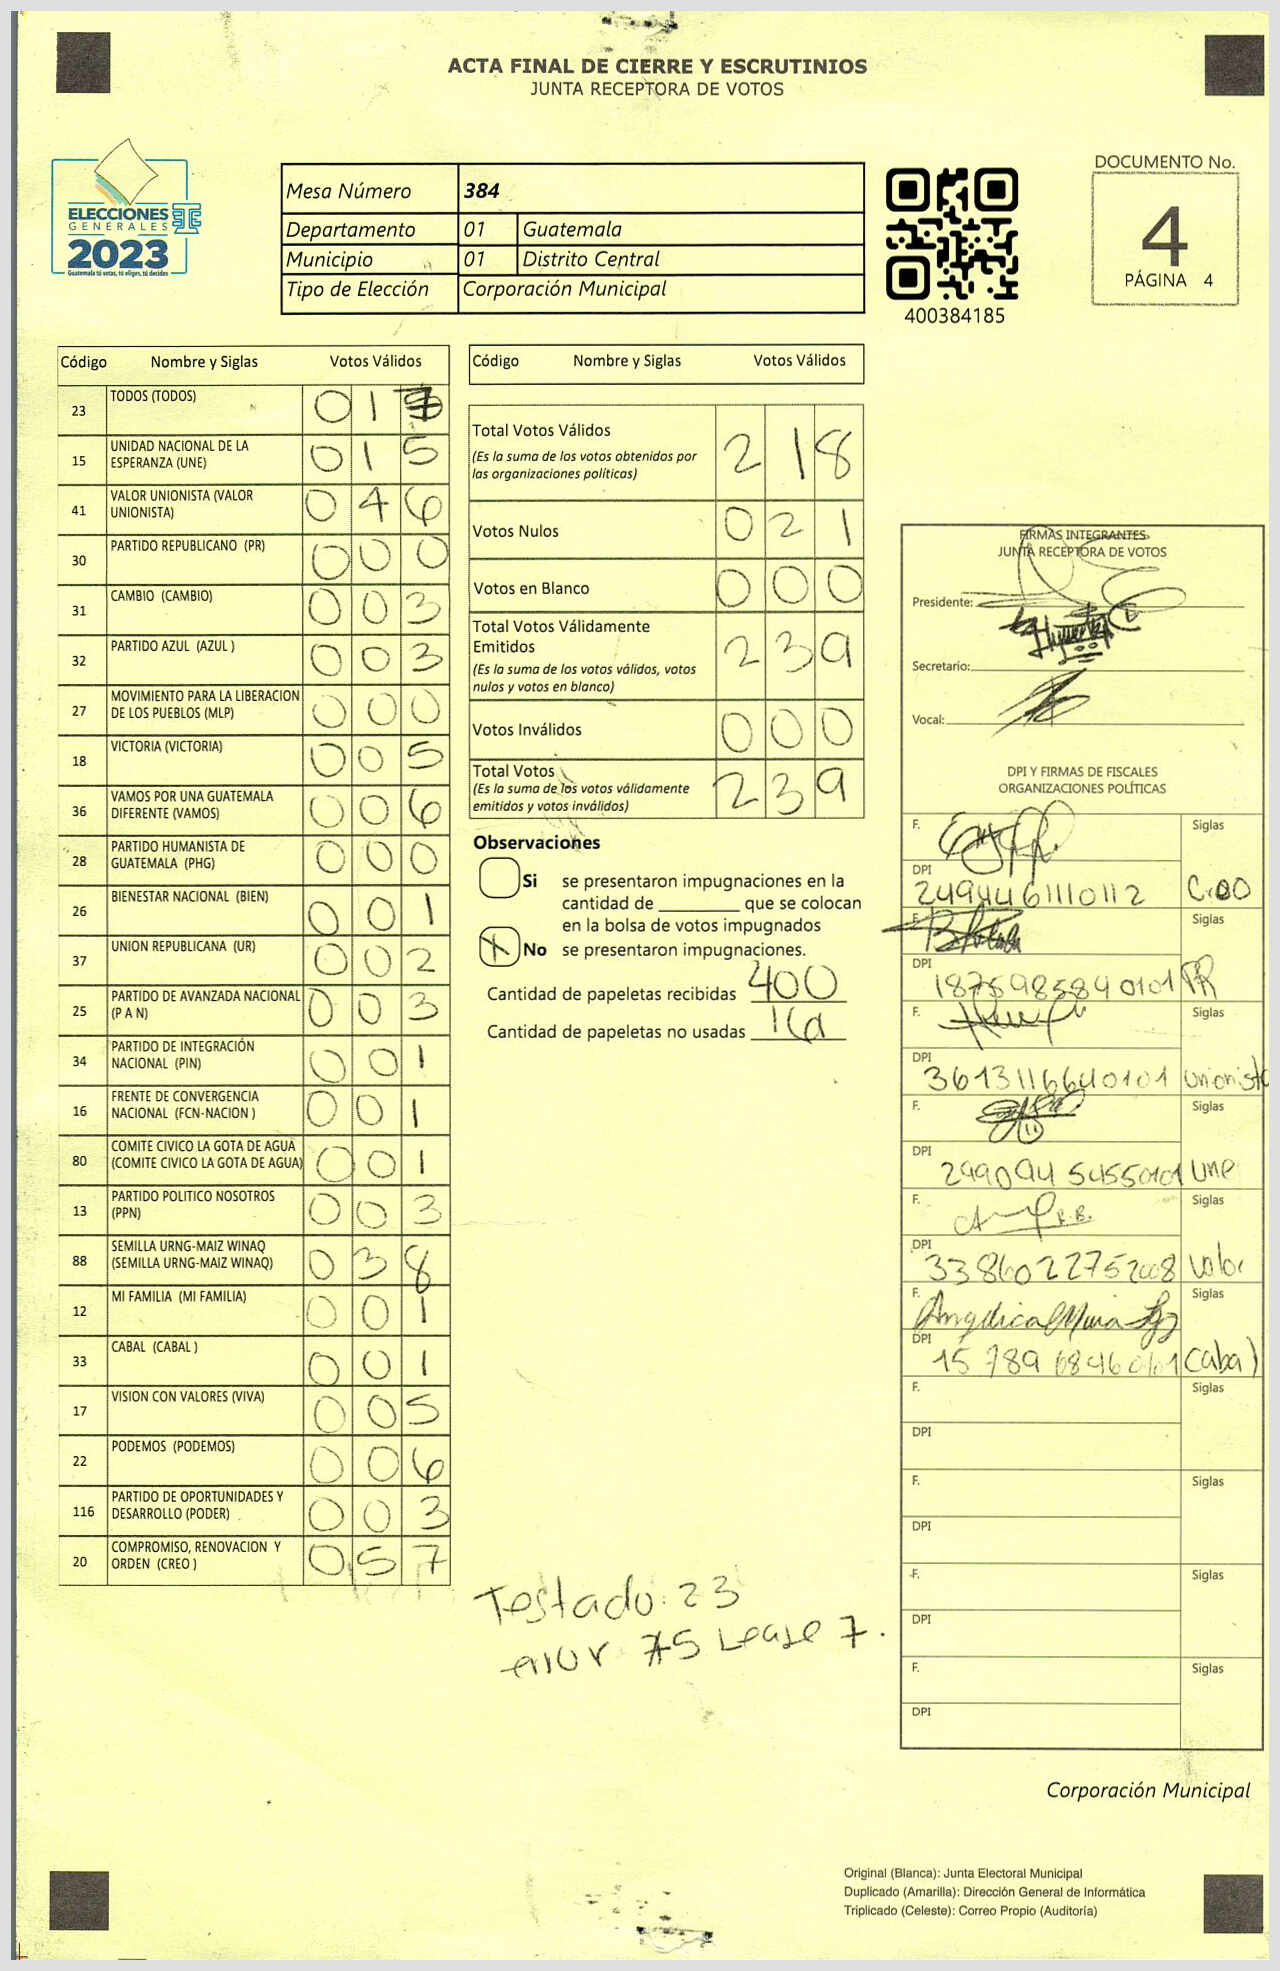 ACTA FINAL DE CIERRE Y ESCRUTINIOS
JUNTA RECEPTORA DE VOTOS
ELECCIONES
GENERALES
2023
Guatemala tú votas, tú eliges, tú decides
Mesa Número 384
Departamento 01 Guatemala
Municipio 01 Distrito Central
Tipo de Elección Corporación Municipal
400384185
DOCUMENTO No.
4
PÁGINA 4
Código Nombre y Siglas Votos Válidos
23 TODOS (TODOS) 0 1
15 UNIDAD NACIONAL DE LA ESPERANZA (UNE) 0 1 5
41 VALOR UNIONISTA (VALOR UNIONISTA) 0 4 6
30 PARTIDO REPUBLICANO (PR) 0 0 0
31 CAMBIO (CAMBIO) 0 0 3
32 PARTIDO AZUL (AZUL ) 0 0 3
27 MOVIMIENTO PARA LA LIBERACION DE LOS PUEBLOS (MLP) 0 0 0
18 VICTORIA (VICTORIA) 0 0 5
36 VAMOS POR UNA GUATEMALA DIFERENTE (VAMOS) 0 0 6
28 PARTIDO HUMANISTA DE GUATEMALA (PHG) 0 0 0
26 BIENESTAR NACIONAL (BIEN) 0 0 1
37 UNION REPUBLICANA (UR) 0 0 2
25 PARTIDO DE AVANZADA NACIONAL (P A N) 0 0 3
34 PARTIDO DE INTEGRACIÓN NACIONAL (PIN) 0 0 1
16 FRENTE DE CONVERGENCIA NACIONAL (FCN-NACION ) 0 0 1
80 COMITE CIVICO LA GOTA DE AGUA (COMITE CIVICO LA GOTA DE AGUA) 0 0 1
13 PARTIDO POLITICO NOSOTROS (PPN) 0 0 3
88 SEMILLA URNG-MAIZ WINAQ (SEMILLA URNG-MAIZ WINAQ) 0 3 8
12 MI FAMILIA (MI FAMILIA) 0 0 1
33 CABAL (CABAL ) 0 0 1
17 VISION CON VALORES (VIVA) 0 0 5
22 PODEMOS (PODEMOS) 0 0 6
116 PARTIDO DE OPORTUNIDADES Y DESARROLLO (PODER) 0 0 3
20 COMPROMISO, RENOVACION Y ORDEN (CREO ) 0 5 7
Código Nombre y Siglas Votos Válidos
Total Votos Válidos 2 1 8
(Es la suma de los votos obtenidos por
las organizaciones políticas)
Votos Nulos 0 2 1
Votos en Blanco 0 0 0
Total Votos Válidamente
Emitidos 2 3 9
(Es la suma de los votos válidos, votos
nulos y votos en blanco)
Votos Inválidos 0 0 0
Total Votos 2 3 9
(Es la suma de los votos válidamente
emitidos y votos inválidos)
Observaciones
Si se presentaron impugnaciones en la
cantidad de ________ que se colocan
en la bolsa de votos impugnados
No se presentaron impugnaciones.
Cantidad de papeletas recibidas 400
Cantidad de papeletas no usadas 161
Testado: 23
error 75 Lease 7.
FIRMAS INTEGRANTES
JUNTA RECEPTORA DE VOTOS
Presidente:
Secretario:
Vocal:
DPI Y FIRMAS DE FISCALES
ORGANIZACIONES POLÍTICAS
F. Siglas
DPI
2494461110112 Creo
F. Siglas
DPI
1875985840101 PR
F. Siglas
DPI
3613116640101 unionista
F. Siglas
DPI
29909454550101 Une
F. Siglas
DPI
3386022752008 Valor
F. Angelica Mina Siglas
DPI
1578968460101 Cabal
F. Siglas
DPI
F. Siglas
DPI
F. Siglas
DPI
F. Siglas
DPI
Corporación Municipal
Original (Blanca): Junta Electoral Municipal
Duplicado (Amarilla): Dirección General de Informática
Triplicado (Celeste): Correo Propio (Auditoría)